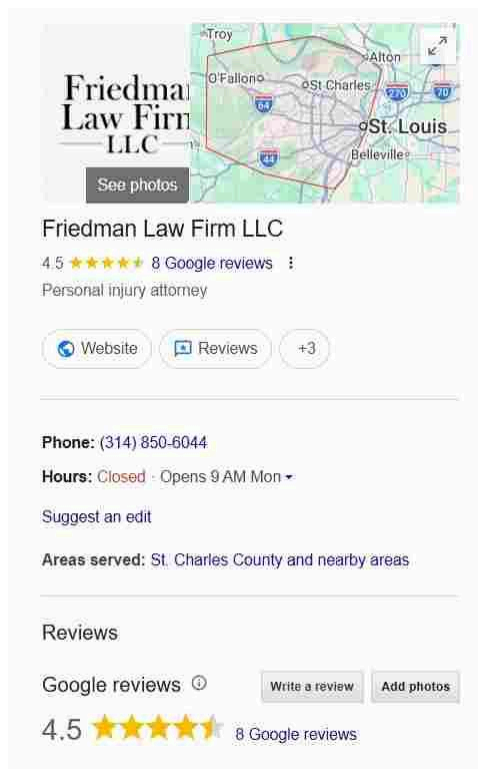 Friedman
Law Firm
LLC
See photos
Troy
Alton
O'Fallon
St Charles
270
70
64
St. Louis
Belleville
44
Friedman Law Firm LLC
4.5 8 Google reviews
Personal injury attorney
Website Reviews +3
Phone: (314) 850-6044
Hours: Closed · Opens 9 AM Mon
Suggest an edit
Areas served: St. Charles County and nearby areas
Reviews
Google reviews Write a review Add photos
4.5 8 Google reviews